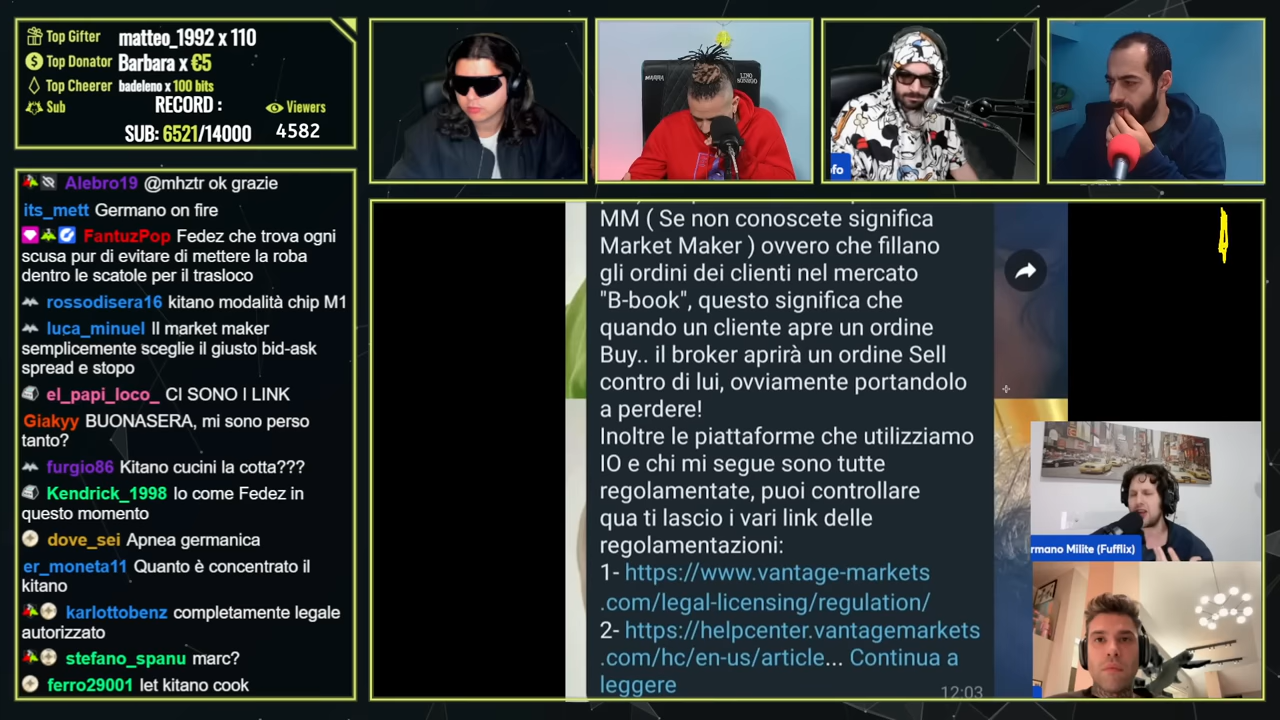 Top Gifter matteo_1992 x 110
Top Donator Barbara x €5
Top Cheerer badeleno x 100 bits
Sub RECORD : Viewers
SUB: 6521/14000 4582
Alebro19 @mhztr ok grazie
its_mett Germano on fire
FantuzPop Fedez che trova ogni
scusa pur di evitare di mettere la roba
dentro le scatole per il trasloco
rossodisera16 kitano modalità chip M1
luca_minuel Il market maker
semplicemente sceglie il giusto bid-ask
spread e stopo
el_papi_loco_ CI SONO I LINK
Giakyy BUONASERA, mi sono perso
tanto?
furgio86 Kitano cucini la cotta???
Kendrick_1998 Io come Fedez in
questo momento
dove_sei Apnea germanica
er_moneta11 Quanto è concentrato il
kitano
karlottobenz completamente legale
autorizzato
stefano_spanu marc?
ferro29001 let kitano cook
MARRA
MM ( Se non conoscete significa
Market Maker ) ovvero che fillano
gli ordini dei clienti nel mercato
"B-book", questo significa che
quando un cliente apre un ordine
Buy.. il broker aprirà un ordine Sell
contro di lui, ovviamente portandolo
a perdere!
Inoltre le piattaforme che utilizziamo
IO e chi mi segue sono tutte
regolamentate, puoi controllare
qua ti lascio i vari link delle
regolamentazioni:
1- https://www.vantage-markets
.com/legal-licensing/regulation/
2- https://helpcenter.vantagemarkets
.com/hc/en-us/article... Continua a
leggere
12:03
rmano Milite (Fufflix)